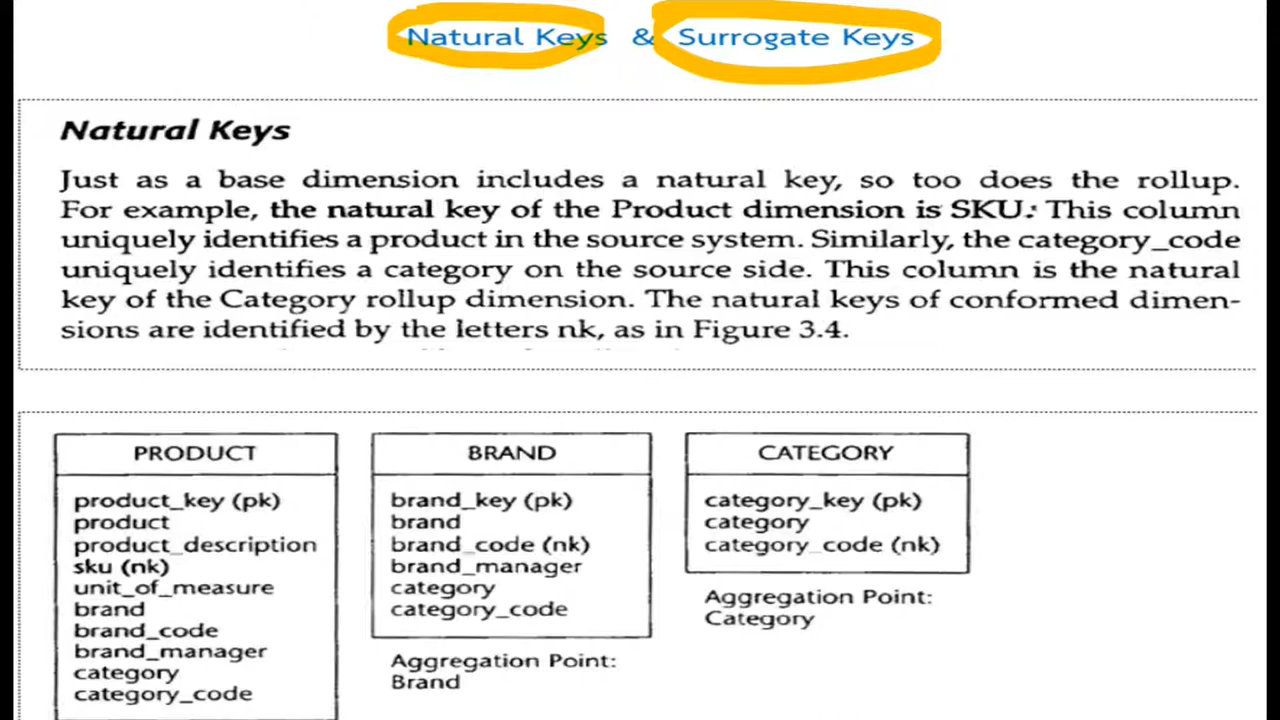 Natural Keys & Surrogate Keys
Natural Keys
Just as a base dimension includes a natural key, so too does the rollup.
For example, the natural key of the Product dimension is SKU. This column
uniquely identifies a product in the source system. Similarly, the category_code
uniquely identifies a category on the source side. This column is the natural
key of the Category rollup dimension. The natural keys of conformed dimen-
sions are identified by the letters nk, as in Figure 3.4.
PRODUCT
product_key (pk)
product
product_description
sku (nk)
unit_of_measure
brand
brand_code
brand_manager
category
category_code
BRAND
brand_key (pk)
brand
brand_code (nk)
brand_manager
category
category_code
Aggregation Point:
Brand
CATEGORY
category_key (pk)
category
category_code (nk)
Aggregation Point:
Category